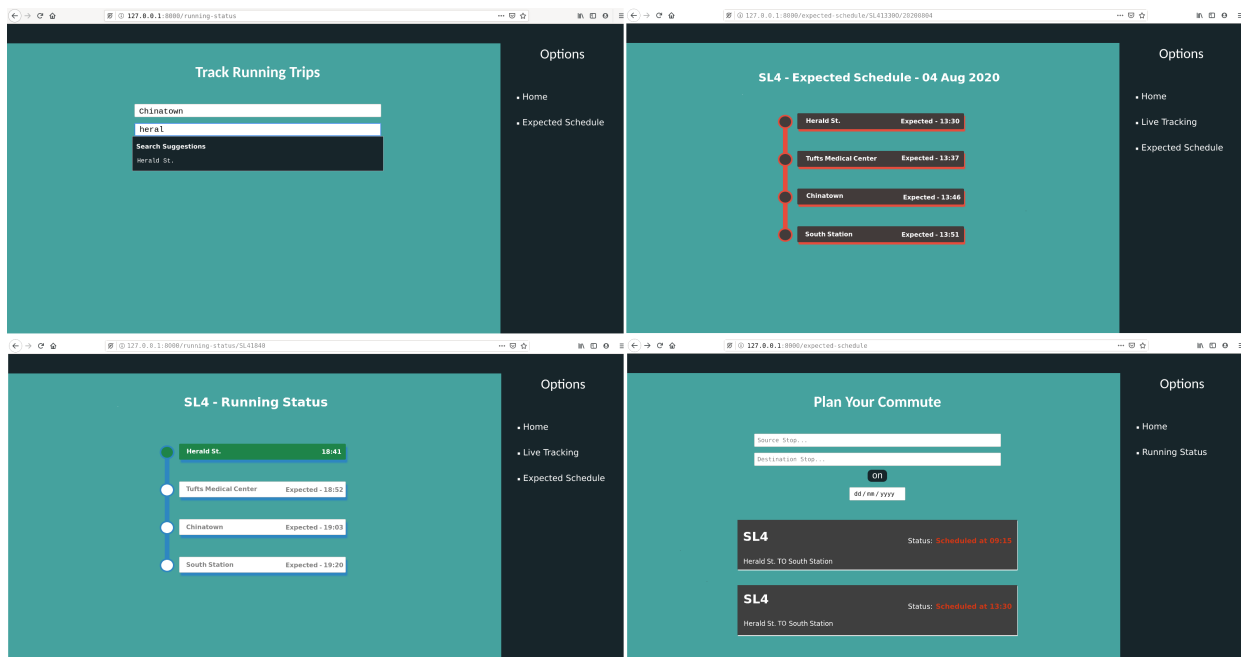 127.0.0.1:8000/running-status
Options
Track Running Trips
Home
Chinatown
Expected Schedule
heral
Search Suggestions
Herald St.
127.0.0.1:8000/expected-schedule/SL413300/20200804
Options
SL4 - Expected Schedule - 04 Aug 2020
Home
Herald St. Expected - 13:30
Live Tracking
Expected Schedule
Tufts Medical Center Expected - 13:37
Chinatown Expected - 13:46
South Station Expected - 13:51
127.0.0.1:8000/running-status/SL41840
Options
SL4 - Running Status
Home
Herald St. 18:41
Live Tracking
Expected Schedule
Tufts Medical Center Expected - 18:52
Chinatown Expected - 19:03
South Station Expected - 19:20
127.0.0.1:8000/expected-schedule
Options
Plan Your Commute
Home
Source Stop...
Running Status
Destination Stop...
on
dd/mm/yyyy
SL4
Status: Scheduled at 09:15
Herald St. TO South Station
SL4
Status: Scheduled at 13:30
Herald St. TO South Station